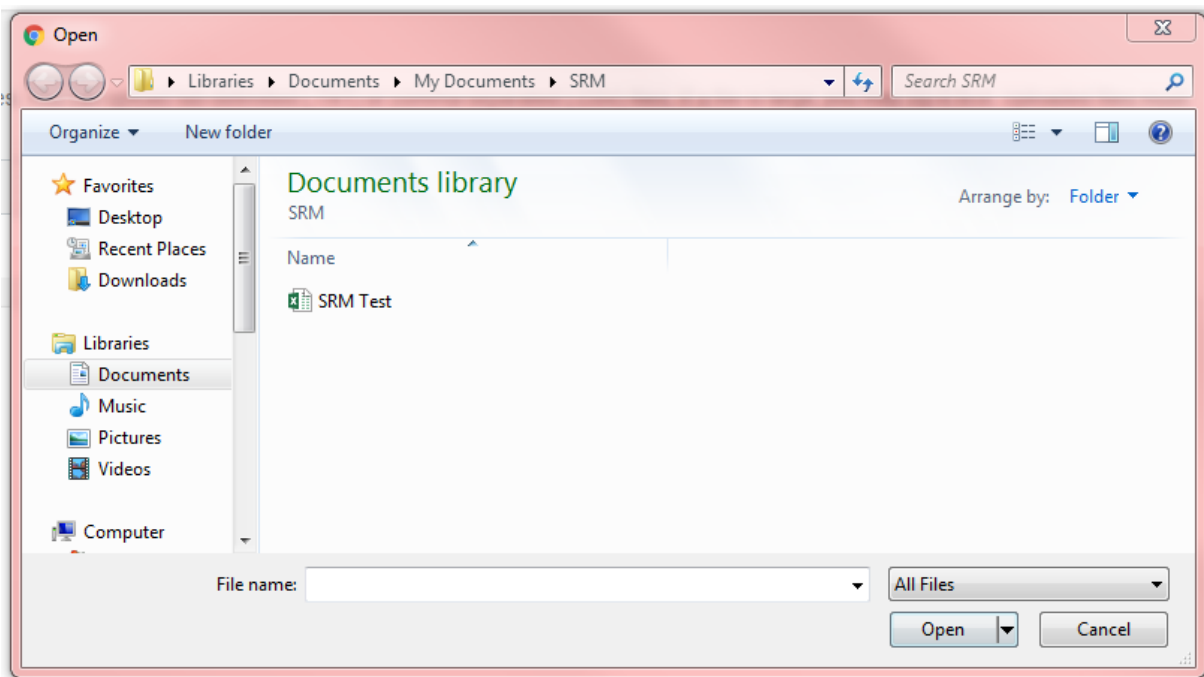 Open
Libraries Documents My Documents SRM
Search SRM
Organize New folder
Favorites
Desktop
Recent Places
Downloads
Libraries
Documents
Music
Pictures
Videos
Computer
Documents library
SRM
Arrange by: Folder
Name
SRM Test
File name:
All Files
Open Cancel